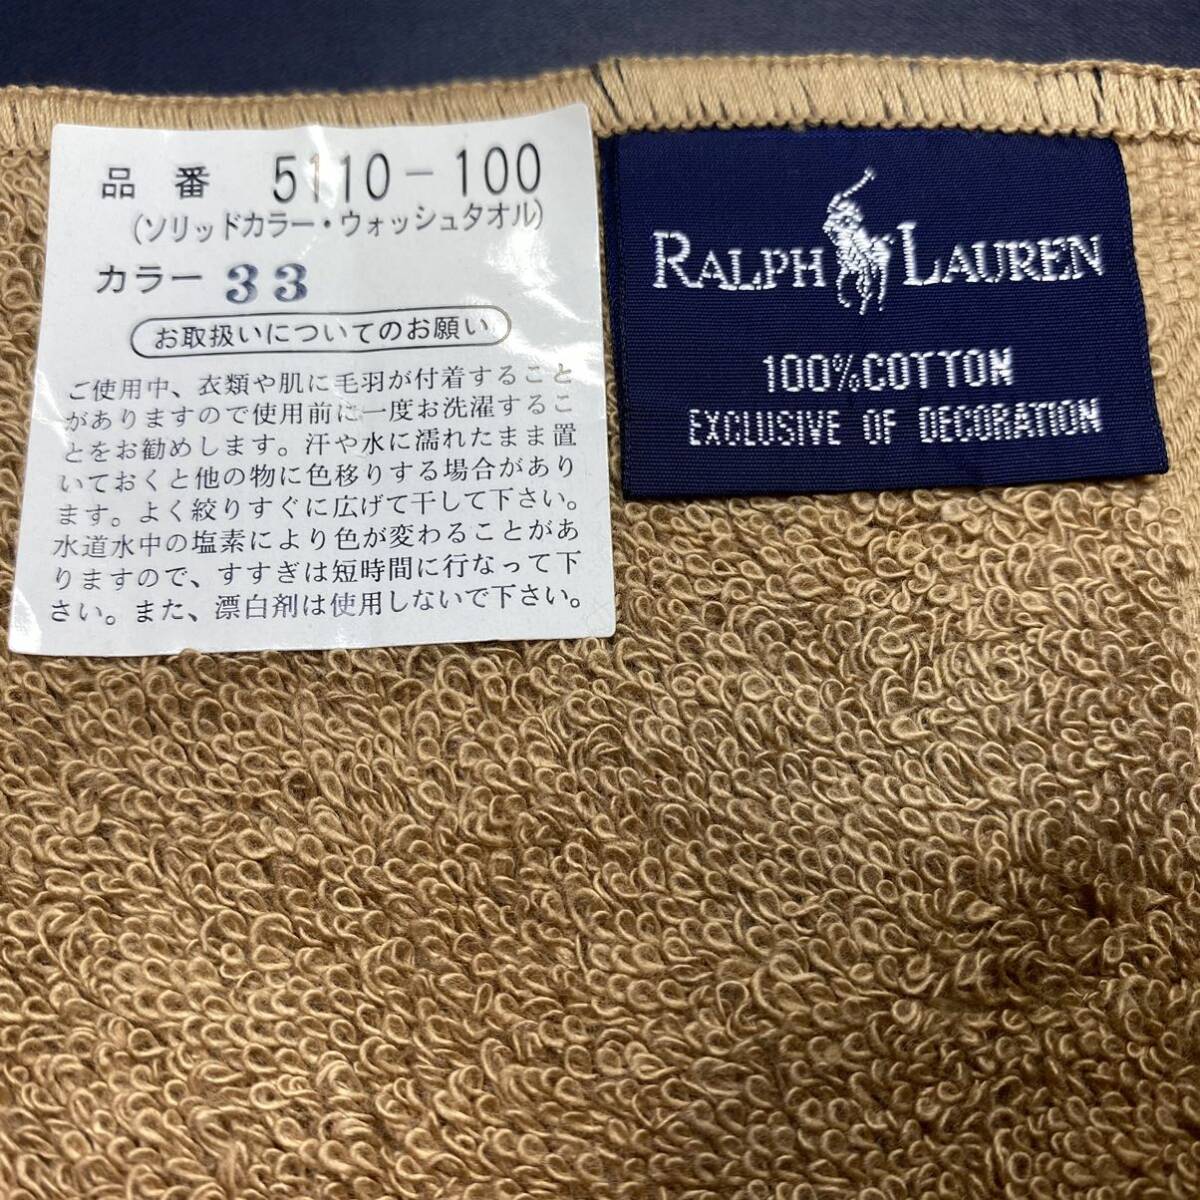 品番 5110-100
(ソリッドカラー・ウォッシュタオル)
カラー 33
お取扱いについてのお願い
ご使用中、衣類や肌に毛羽が付着すること
がありますので使用前に一度お洗濯するこ
とをお勧めします。汗や水に濡れたまま置
いておくと他の物に色移りする場合があり
ます。よく絞りすぐに広げて干して下さい。
水道水中の塩素により色が変わることがあ
りますので、すすぎは短時間に行なって下
さい。また、漂白剤は使用しないで下さい。
RALPH LAUREN
100%COTTON
EXCLUSIVE OF DECORATION